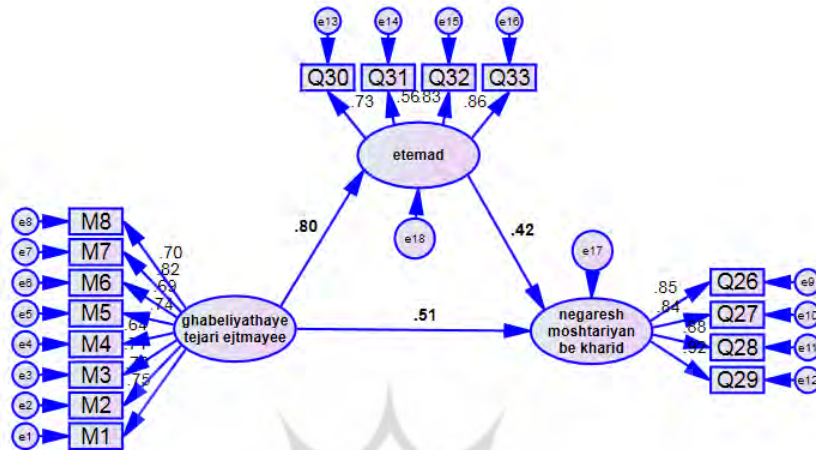 e13
e14
e15
e16
Q30
Q31
Q32
Q33
.73
.56
.83
.86
etemad
e18
.80
.42
e17
.51
e8
M8
e7
M7
e6
M6
e5
M5
e4
M4
e3
M3
e2
M2
e1
M1
.70
.82
.69
.74
.64
.75
ghabeliyathaye
tejari ejtmayee
negaresh
moshtariyan
be kharid
.85
.84
.88
.92
Q26
e9
Q27
e10
Q28
e11
Q29
e12